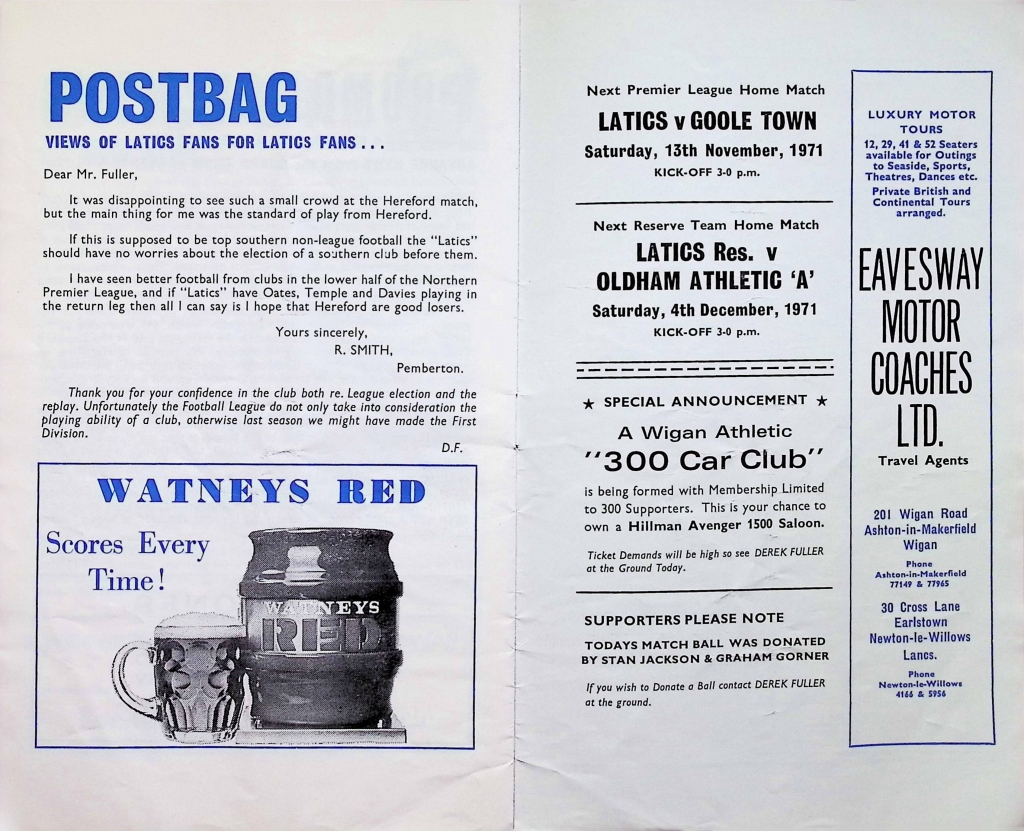 POSTBAG
VIEWS OF LATICS FANS FOR LATICS FANS . . .
Dear Mr. Fuller,
It was disappointing to see such a small crowd at the Hereford match,
but the main thing for me was the standard of play from Hereford.
If this is supposed to be top southern non-league football the "Latics"
should have no worries about the election of a southern club before them.
I have seen better football from clubs in the lower half of the Northern
Premier League, and if "Latics" have Oates, Temple and Davies playing in
the return leg then all I can say is I hope that Hereford are good losers.
Yours sincerely,
R. SMITH,
Pemberton.
Thank you for your confidence in the club both re. League election and the
replay. Unfortunately the Football League do not only take into consideration the
playing ability of a club, otherwise last season we might have made the First
Division.
D.F.
WATNEYS RED
Scores Every
Time!
WATNEYS
RED
Next Premier League Home Match
LATICS v GOOLE TOWN
Saturday, 13th November, 1971
KICK-OFF 3-0 p.m.
Next Reserve Team Home Match
LATICS Res. v
OLDHAM ATHLETIC 'A'
Saturday, 4th December, 1971
KICK-OFF 3-0 p.m.
★ SPECIAL ANNOUNCEMENT ★
A Wigan Athletic
"300 Car Club"
is being formed with Membership Limited
to 300 Supporters. This is your chance to
own a Hillman Avenger 1500 Saloon.
Ticket Demands will be high so see DEREK FULLER
at the Ground Today.
SUPPORTERS PLEASE NOTE
TODAYS MATCH BALL WAS DONATED
BY STAN JACKSON & GRAHAM GORNER
If you wish to Donate a Ball contact DEREK FULLER
at the ground.
LUXURY MOTOR
TOURS
12, 29, 41 & 52 Seaters
available for Outings
to Seaside, Sports,
Theatres, Dances etc.
Private British and
Continental Tours
arranged.
EAVESWAY
MOTOR
COACHES
LTD.
Travel Agents
201 Wigan Road
Ashton-in-Makerfield
Wigan
Phone
Ashton-in-Makerfield
77149 & 77965
30 Cross Lane
Earlstown
Newton-le-Willows
Lancs.
Phone
Newton-le-Willows
4166 & 5956